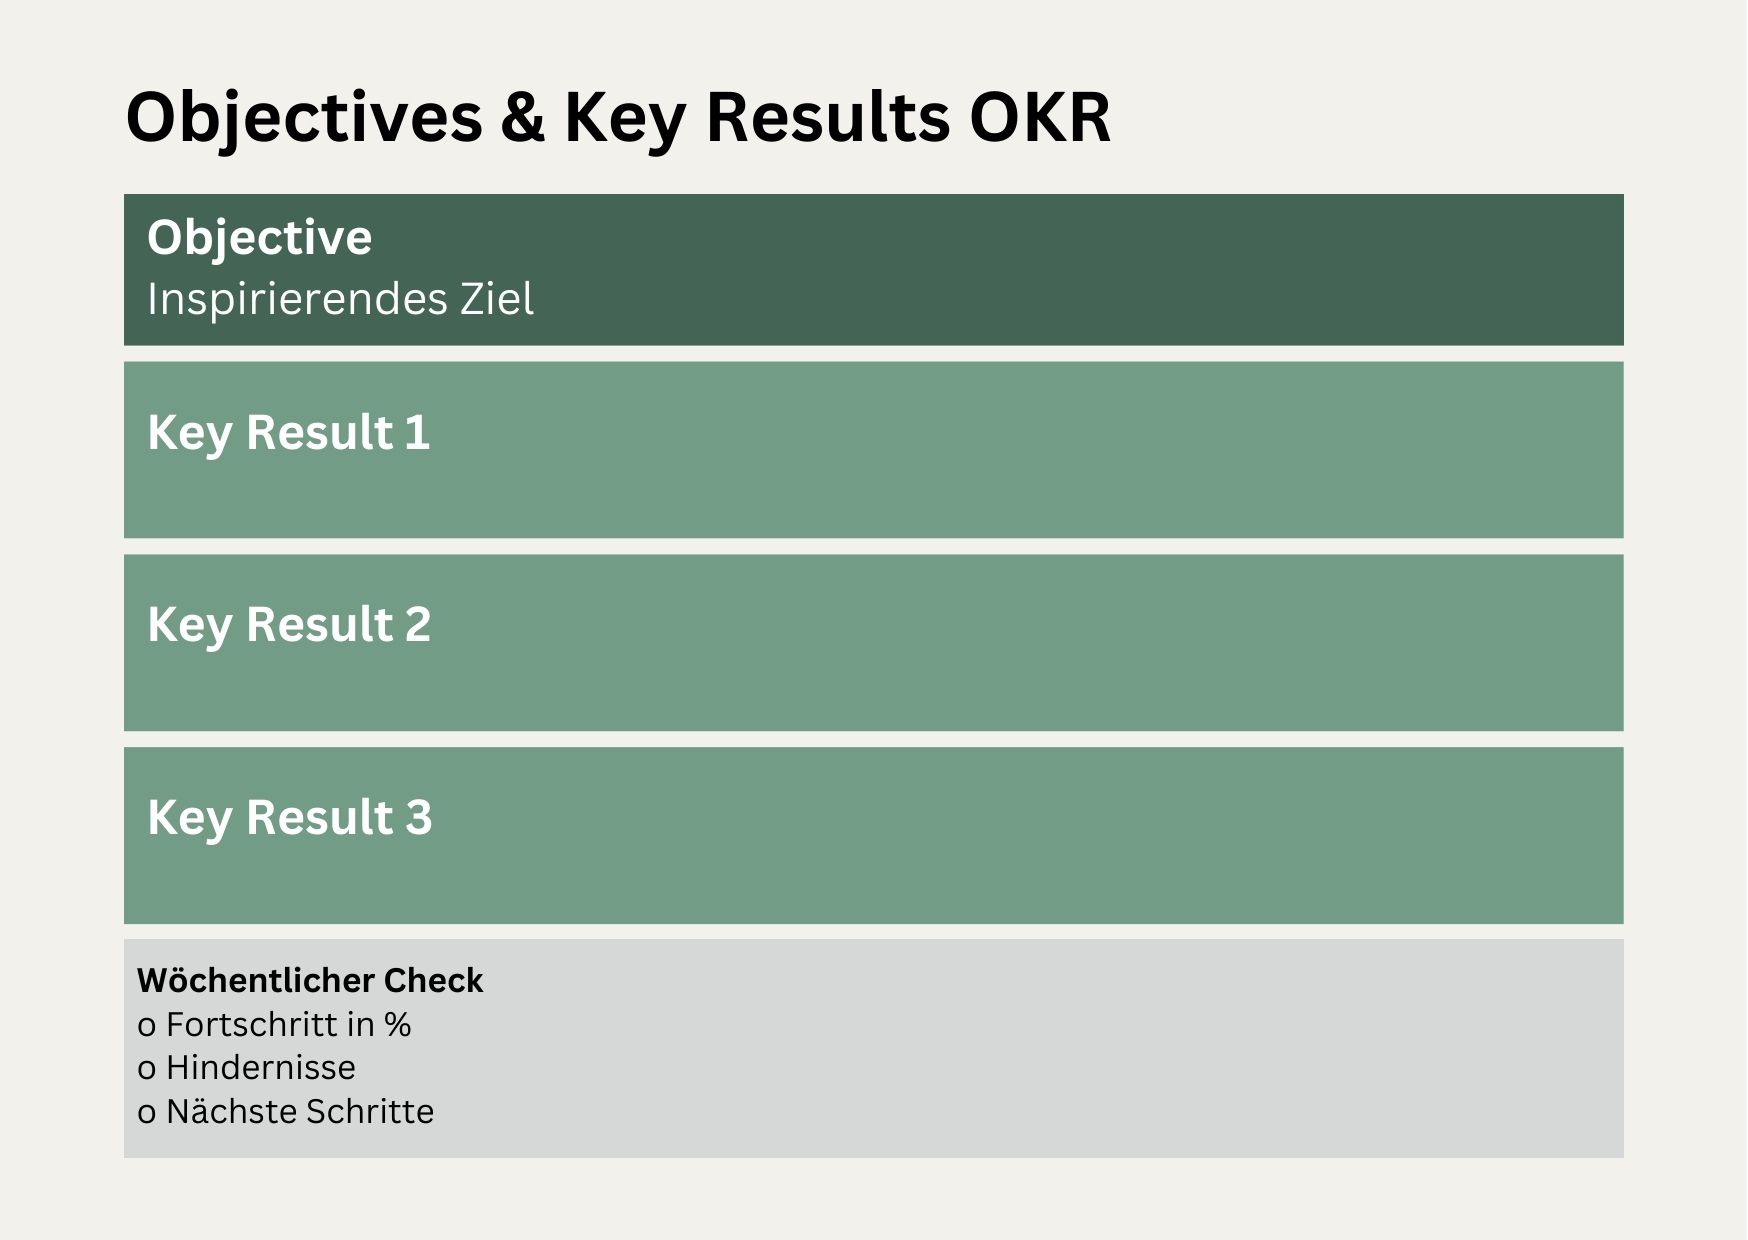 Objectives & Key Results OKR
Objective
Inspirierendes Ziel
Key Result 1
Key Result 2
Key Result 3
Wöchentlicher Check
o Fortschritt in %
o Hindernisse
o Nächste Schritte